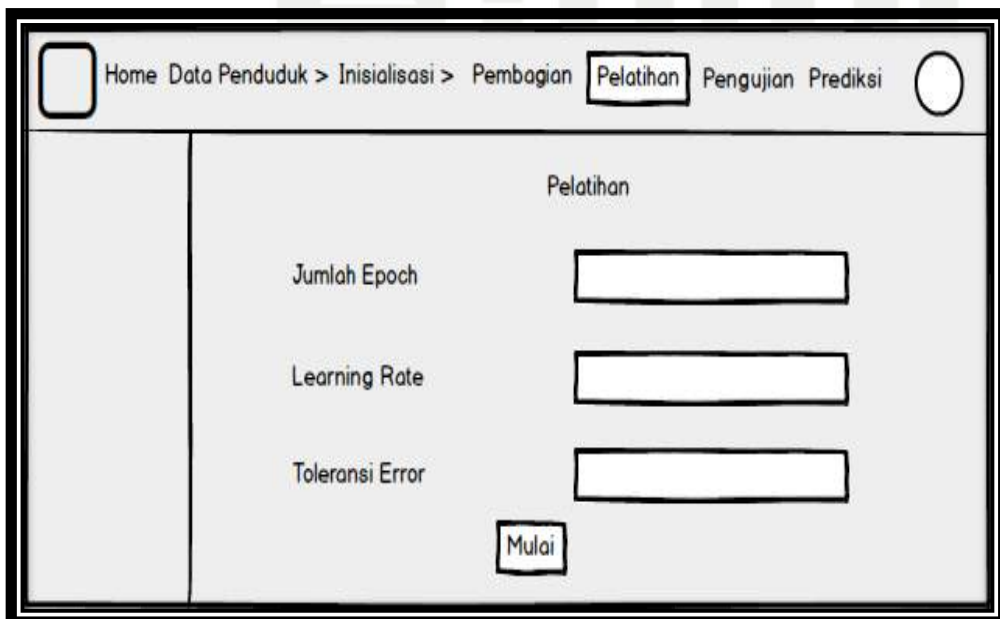 Home Data Penduduk > Inisialisasi > Pembagian Pelatihan Pengujian Prediksi
Pelatihan
Jumlah Epoch
Learning Rate
Toleransi Error
Mulai